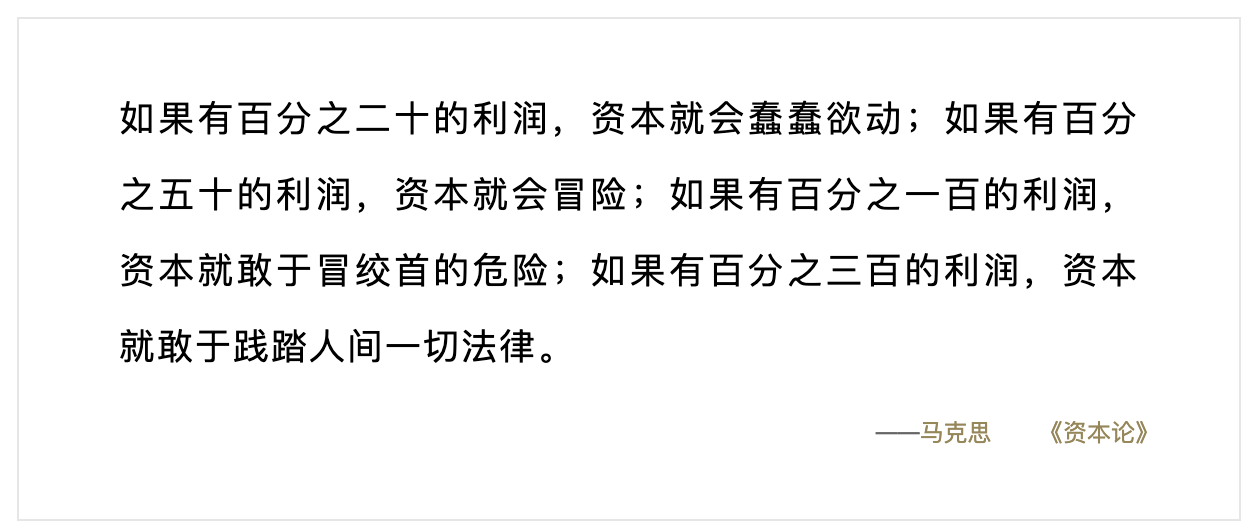 如果有百分之二十的利润，资本就会蠢蠢欲动；如果有百分
之五十的利润，资本就会冒险；如果有百分之一百的利润，
资本就敢于冒绞首的危险；如果有百分之三百的利润，资本
就敢于践踏人间一切法律。
——马克思 《资本论》